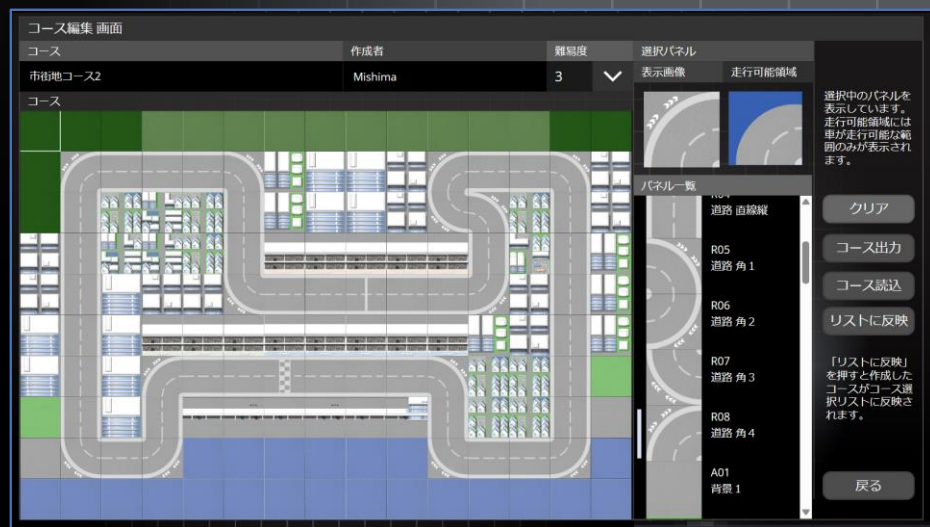 コース編集 画面
コース
作成者
難易度
市街地コース2
Mishima
3
コース
選択パネル
表示画像
走行可能領域
パネル一覧
道路 直線縦
R05
道路 角1
R06
道路 角2
R07
道路 角3
R08
道路 角4
A01
背景1
選択中のパネルを
表示しています。
走行可能領域には
車が走行可能な範
囲のみが表示され
ます。
クリア
コース出力
コース読込
リストに反映
「リストに反映」
を押すと作成した
コースがコース選
択リストに反映さ
れます。
戻る